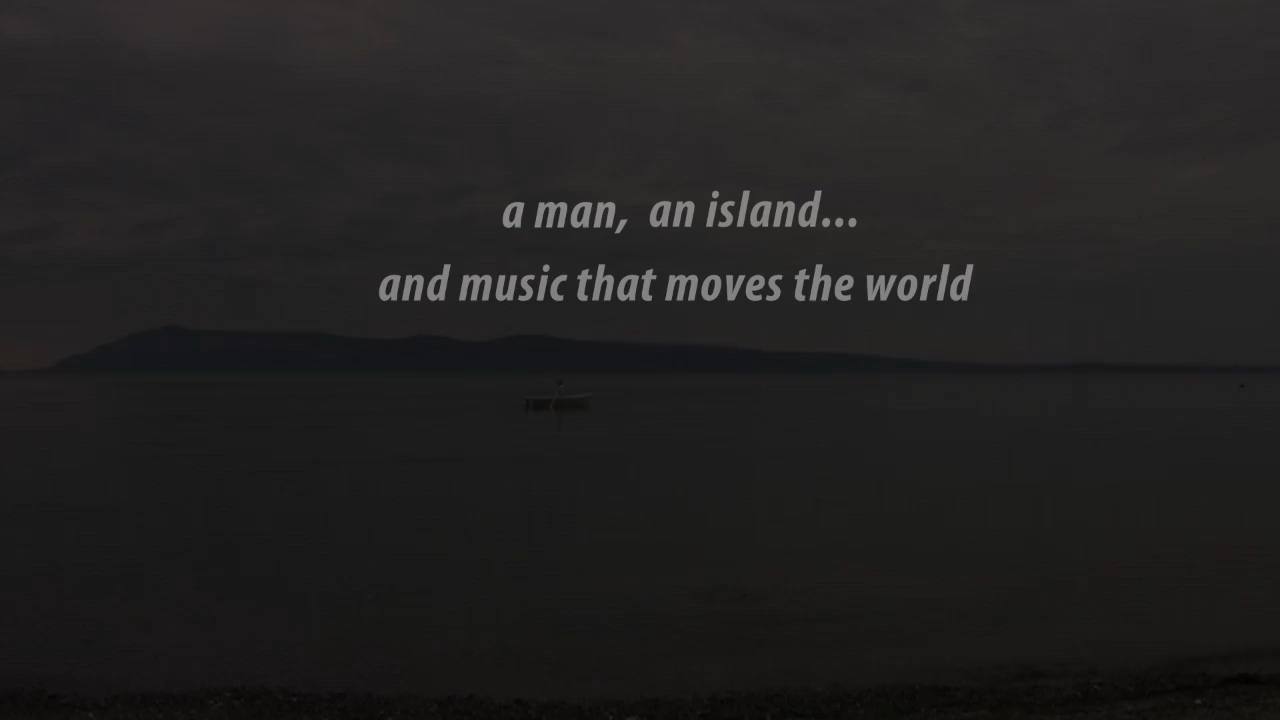 a man, an island...
and music that moves the world